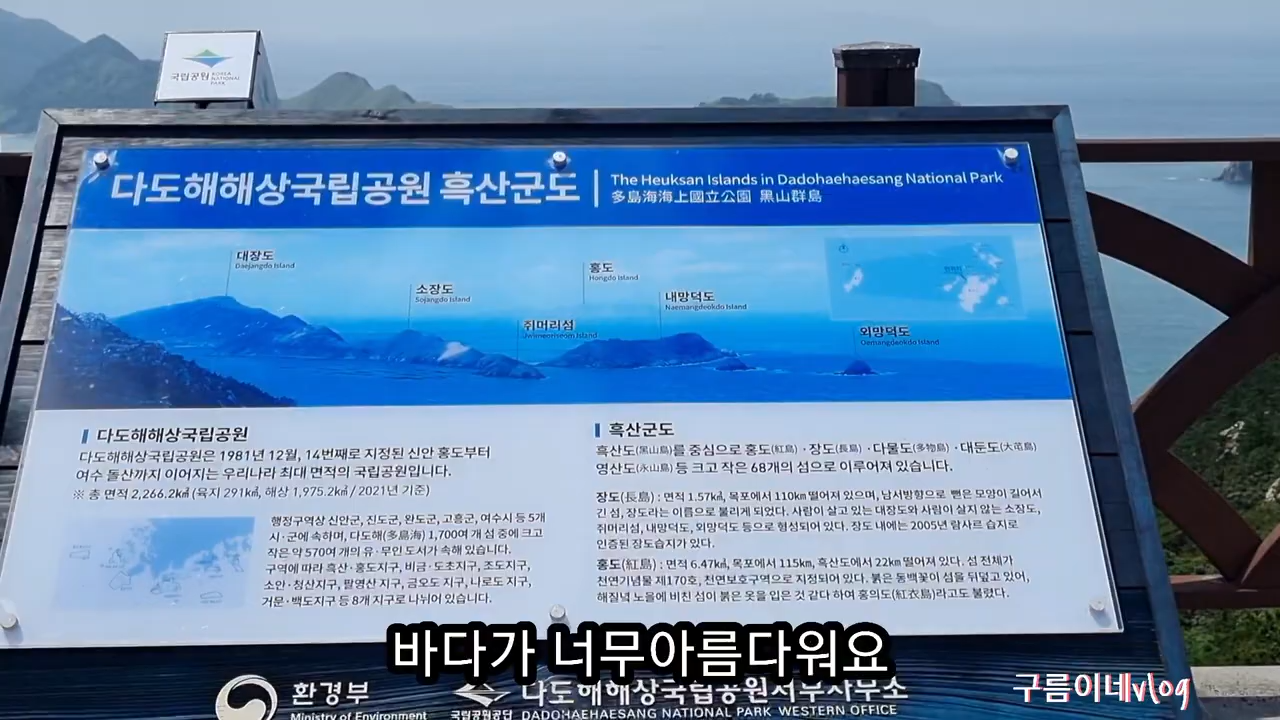 국립공원 KOREA NATIONAL PARK
다도해해상국립공원 흑산군도
The Heuksan Islands in Dadohaehaesang National Park
多島海海上國立公園 黑山群島
대장도
Daejangdo Island
소장도
Sojangdo Island
쥐머리섬
Jwimeoriseom Island
홍도
Hongdo Island
내망덕도
Naemangdeokdo Island
외망덕도
Oemangdeokdo Island
다도해해상국립공원
다도해해상국립공원은 1981년 12월, 14번째로 지정된 신안 홍도부터
여수 돌산까지 이어지는 우리나라 최대 면적의 국립공원입니다.
※ 총 면적 2,266.2㎢ (육지 291㎢, 해상 1,975.2㎢ / 2021년 기준)
행정구역상 신안군, 진도군, 완도군, 고흥군, 여수시 등 5개
시·군에 속하며, 다도해(多島海) 1,700여 개 섬 중에 크고
작은 약 570여 개의 유·무인 도서가 속해 있습니다.
구역에 따라 흑산·홍도지구, 비금·도초지구, 조도지구,
소안·청산지구, 팔영산 지구, 금오도 지구, 나로도 지구,
거문·백도지구 등 8개 지구로 나뉘어 있습니다.
흑산군도
흑산도(黑山島)를 중심으로 홍도(紅島)·장도(長島)·다물도(多物島)·대둔도(大芚島)
영산도(永山島) 등 크고 작은 68개의 섬으로 이루어져 있습니다.
장도(長島) : 면적 1.57㎢, 목포에서 110km 떨어져 있으며, 남서방향으로 뻗은 모양이 길어서
긴 섬, 장도라는 이름으로 불리게 되었다. 사람이 살고 있는 대장도와 사람이 살지 않는 소장도,
쥐머리섬, 내망덕도, 외망덕도 등으로 형성되어 있다. 장도 내에는 2005년 람사르 습지로
인증된 장도습지가 있다.
홍도(紅島) : 면적 6.47㎢, 목포에서 115km, 흑산도에서 22km 떨어져 있다. 섬 전체가
천연기념물 제170호, 천연보호구역으로 지정되어 있다. 붉은 동백꽃이 섬을 뒤덮고 있어,
해질녘 노을에 비친 섬이 붉은 옷을 입은 것 같다 하여 홍의도(紅衣島)라고도 불렸다.
바다가 너무아름다워요
환경부
Ministry of Environment
국립공원공단
다도해해상국립공원서부사무소
DADOHAEHAESANG NATIONAL PARK WESTERN OFFICE
구름이네vlog